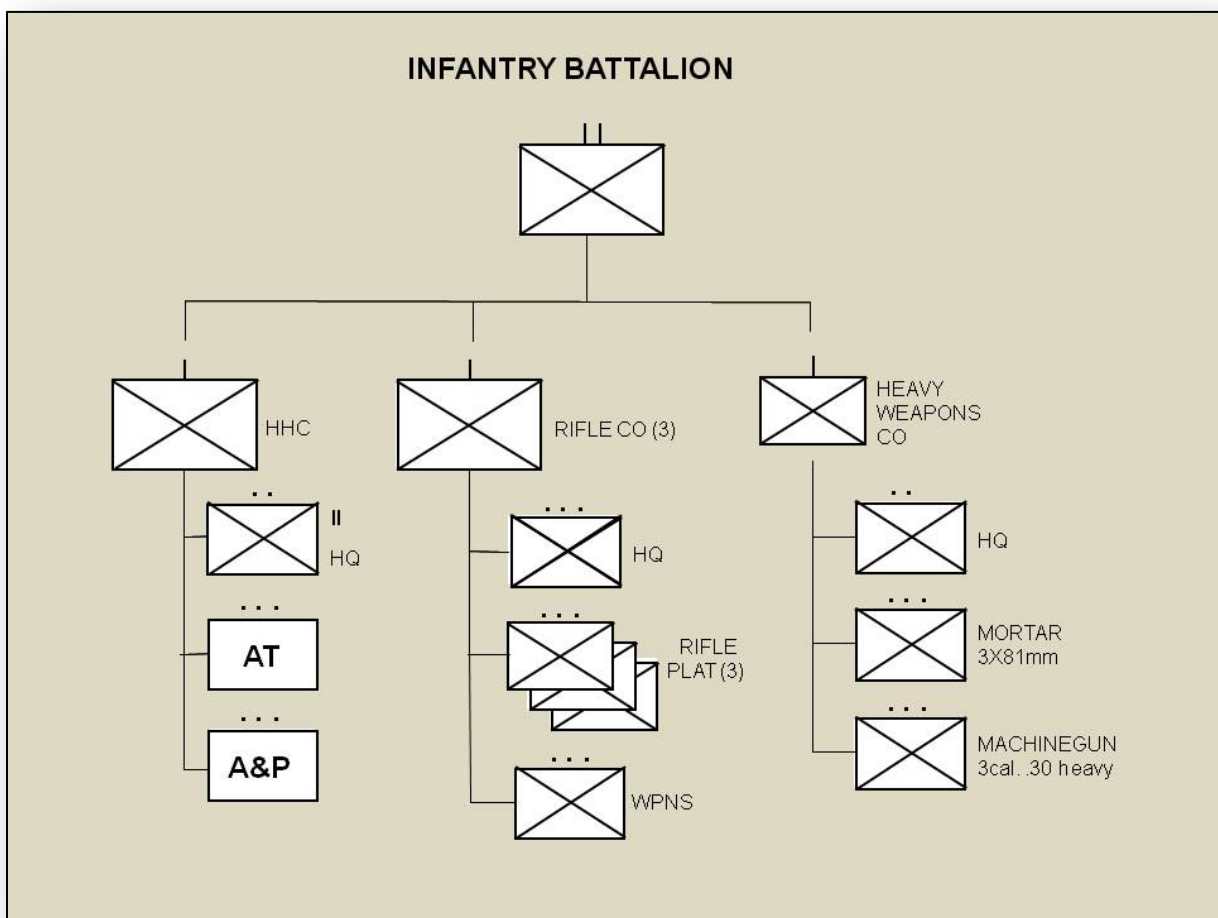 INFANTRY BATTALION
HHC
RIFLE CO (3)
HEAVY
WEAPONS
CO
II
HQ
AT
A&P
HQ
RIFLE
PLAT (3)
WPNS
HQ
MORTAR
3X81mm
MACHINEGUN
3cal. .30 heavy